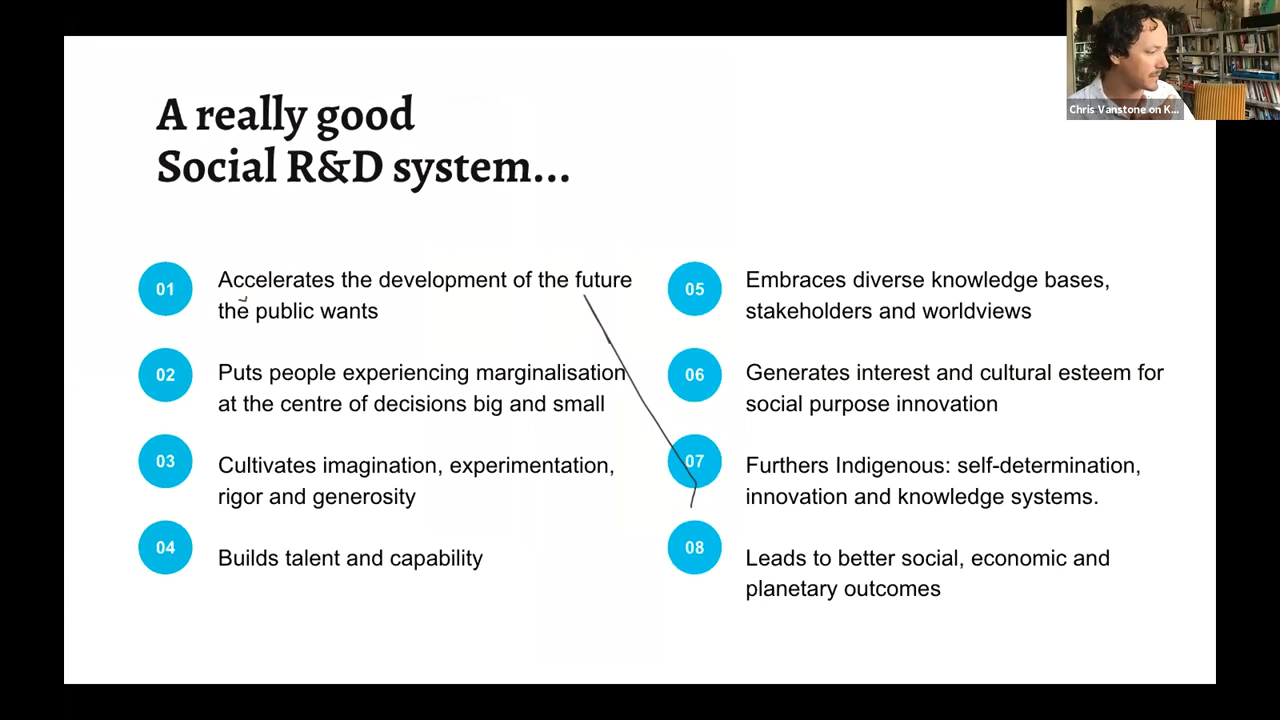 A really good
Social R&D system...
01
Accelerates the development of the future
the public wants
02
Puts people experiencing marginalisation
at the centre of decisions big and small
03
Cultivates imagination, experimentation,
rigor and generosity
04
Builds talent and capability
05
Embraces diverse knowledge bases,
stakeholders and worldviews
06
Generates interest and cultural esteem for
social purpose innovation
07
Furthers Indigenous: self-determination,
innovation and knowledge systems.
08
Leads to better social, economic and
planetary outcomes
Chris Vanstone on K...